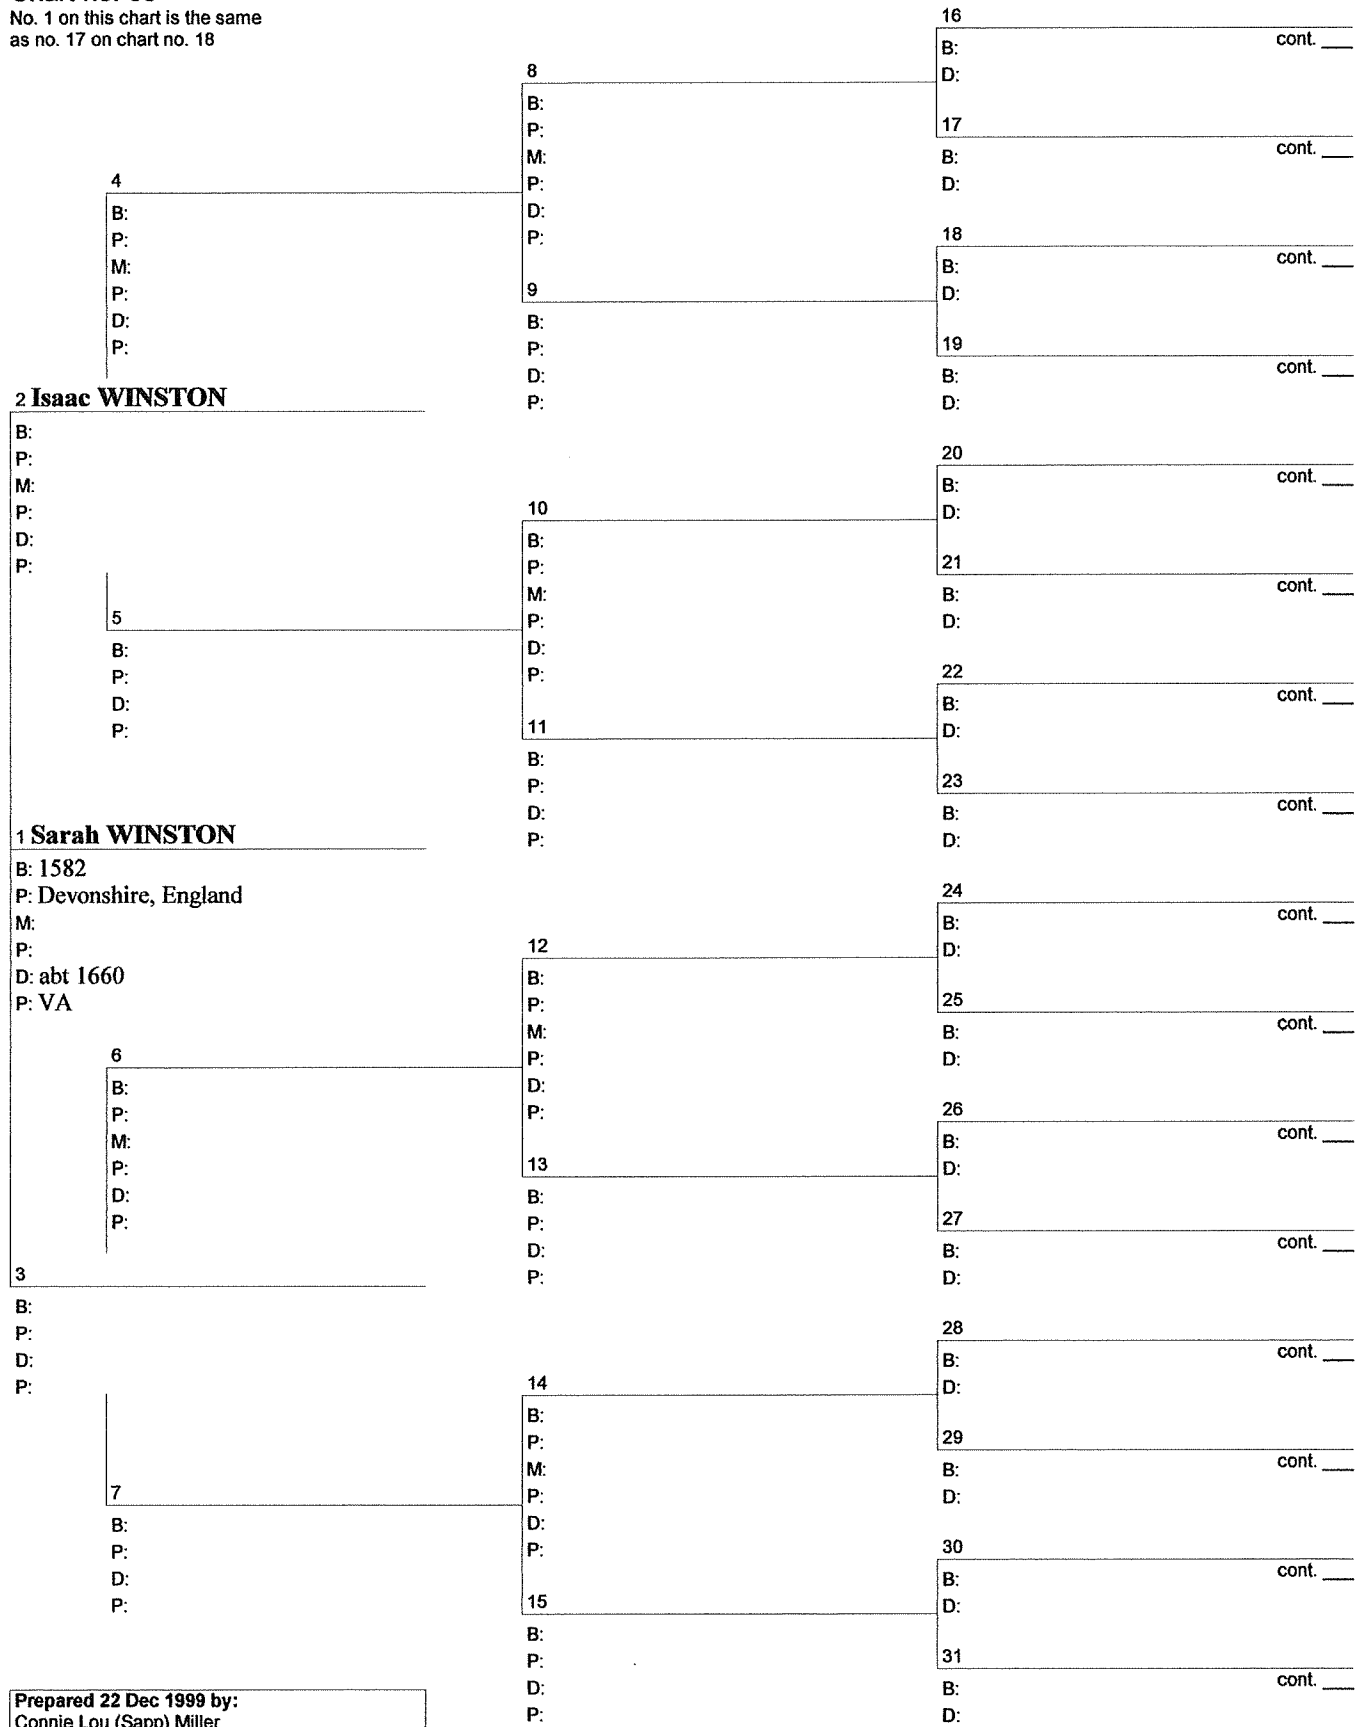 No. 1 on this chart is the same
as no. 17 on chart no. 18
16
cont. ___
B:
D:
8
B:
P:
M:
P:
D:
P:
17
cont. ___
B:
D:
4
B:
P:
M:
P:
D:
P:
18
cont. ___
B:
D:
9
B:
P:
D:
P:
19
cont. ___
B:
D:
2 Isaac WINSTON
B:
P:
M:
P:
D:
P:
20
cont. ___
B:
D:
10
B:
P:
M:
P:
D:
P:
21
cont. ___
B:
D:
5
B:
P:
D:
P:
22
cont. ___
B:
D:
11
B:
P:
D:
P:
23
cont. ___
B:
D:
1 Sarah WINSTON
B: 1582
P: Devonshire, England
M:
P:
D: abt 1660
P: VA
24
cont. ___
B:
D:
12
B:
P:
M:
P:
D:
P:
25
cont. ___
B:
D:
6
B:
P:
M:
P:
D:
P:
26
cont. ___
B:
D:
13
B:
P:
D:
P:
27
cont. ___
B:
D:
3
B:
P:
D:
P:
28
cont. ___
B:
D:
14
B:
P:
M:
P:
D:
P:
29
cont. ___
B:
D:
7
B:
P:
D:
P:
30
cont. ___
B:
D:
15
B:
P:
D:
P:
31
cont. ___
B:
D:
Prepared 22 Dec 1999 by:
Connie Lou (Sapp) Miller